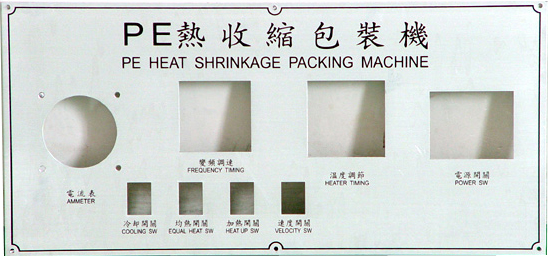 PE熱收縮包裝機
PE HEAT SHRINKAGE PACKING MACHINE
變頻調速
FREQUENCY TIMING
溫度調節
HEATER TIMING
電源開關
POWER SW
電流表
AMMETER
冷却開關
COOLING SW
均熱開關
EQUAL HEAT SW
加熱開關
HEAT UP SW
速度開關
VELOCITY SW